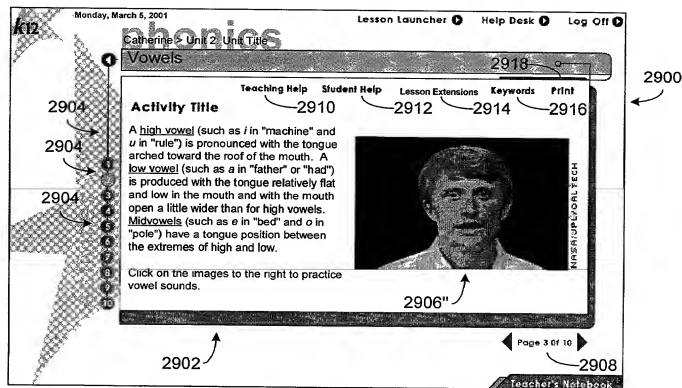 Monday, March 5, 2001
Lesson Launcher Help Desk Log Off
k12
phonics
Catherine > Unit 2. Unit Title
Vowels
2918
2900
Teaching Help Student Help Lesson Extensions Keywords Print
2904
2910 2912 2914 2916
Activity Title
A high vowel (such as i in "machine" and
u in "rule") is pronounced with the tongue
arched toward the roof of the mouth. A
low vowel (such as a in "father" or "had")
is produced with the tongue relatively flat
and low in the mouth and with the mouth
open a little wider than for high vowels.
Midvowels (such as e in "bed" and o in
"pole") have a tongue position between
the extremes of high and low.
Click on the images to the right to practice
vowel sounds.
2904
2904
3
4
5
6
7
8
9
10
NASA/JPL/CALTECH
2906"
Page 3 Of 10
2902
2908
Teacher's Notebook